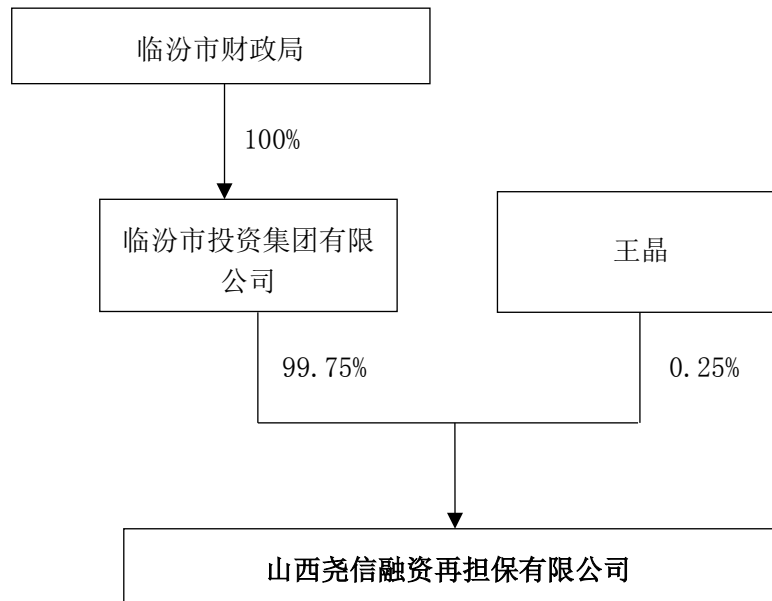 临汾市财政局
100%
临汾市投资集团有限
公司
王晶
99.75%
0.25%
山西尧信融资再担保有限公司